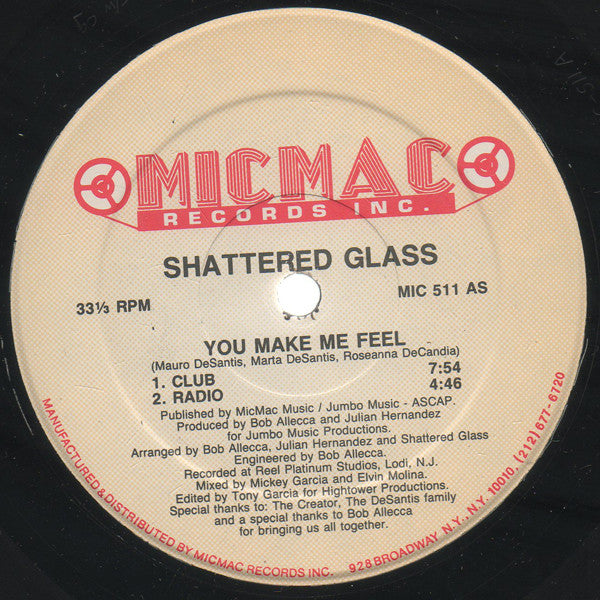 MICMAC
RECORDS INC.
SHATTERED GLASS
33⅓ RPM
MIC 511 AS
YOU MAKE ME FEEL
(Mauro DeSantis, Marta DeSantis, Roseanna DeCandia)
1. CLUB 7:54
2. RADIO 4:46
Published by MicMac Music / Jumbo Music - ASCAP.
Produced by Bob Allecca and Julian Hernandez
for Jumbo Music Productions.
Arranged by Bob Allecca, Julian Hernandez and Shattered Glass
Engineered by Bob Allecca.
Recorded at Reel Platinum Studios, Lodi, N.J.
Mixed by Mickey Garcia and Elvin Molina.
Edited by Tony Garcia for Hightower Productions.
Special thanks to: The Creator, The DeSantis family
and a special thanks to Bob Allecca
for bringing us all together.
MANUFACTURED & DISTRIBUTED BY MICMAC RECORDS INC. 928 BROADWAY N.Y., N.Y. 10010. (212) 677-6720